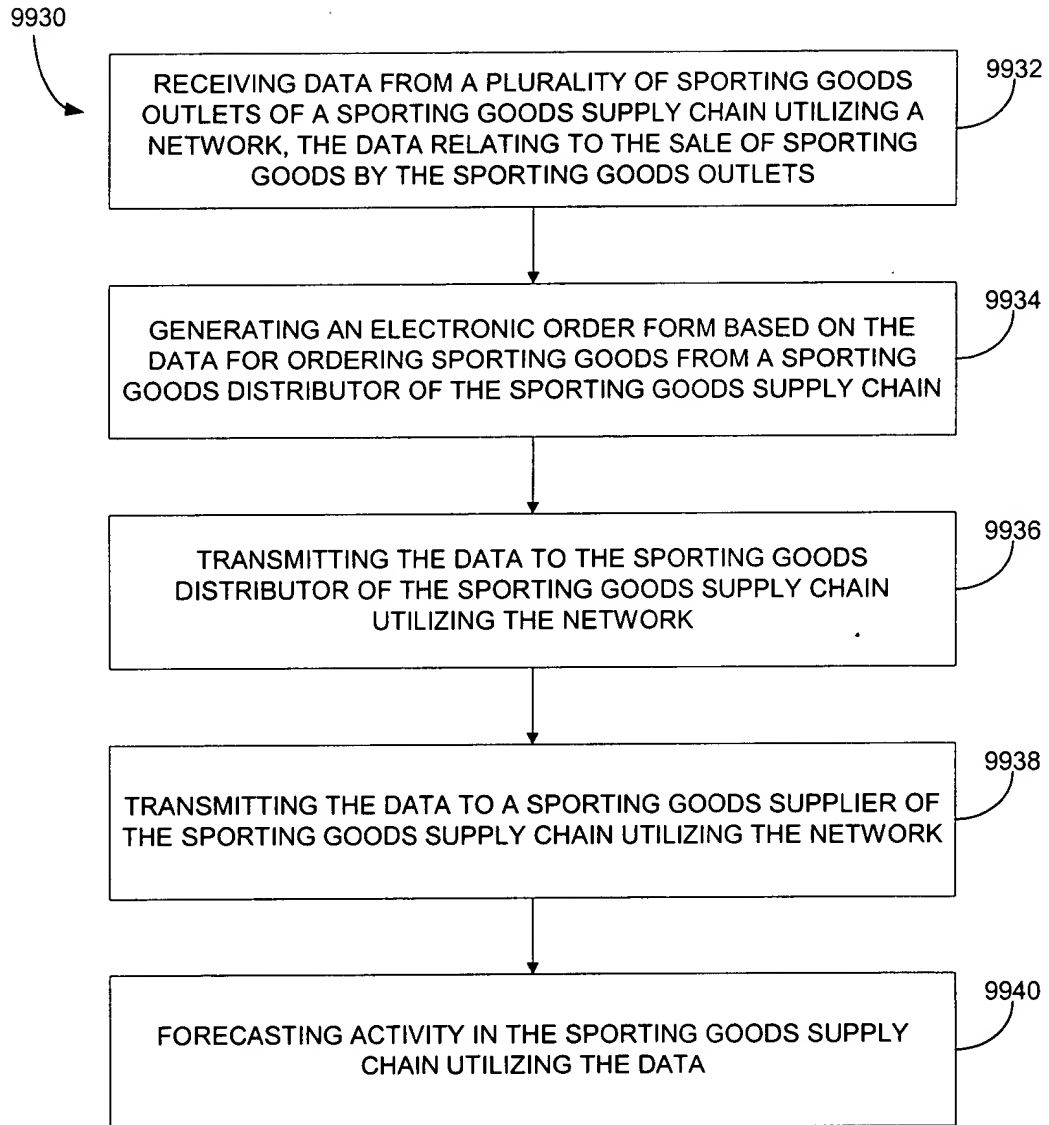 9930
RECEIVING DATA FROM A PLURALITY OF SPORTING GOODS
OUTLETS OF A SPORTING GOODS SUPPLY CHAIN UTILIZING A
NETWORK, THE DATA RELATING TO THE SALE OF SPORTING
GOODS BY THE SPORTING GOODS OUTLETS
9932
GENERATING AN ELECTRONIC ORDER FORM BASED ON THE
DATA FOR ORDERING SPORTING GOODS FROM A SPORTING
GOODS DISTRIBUTOR OF THE SPORTING GOODS SUPPLY CHAIN
9934
TRANSMITTING THE DATA TO THE SPORTING GOODS
DISTRIBUTOR OF THE SPORTING GOODS SUPPLY CHAIN
UTILIZING THE NETWORK
9936
TRANSMITTING THE DATA TO A SPORTING GOODS SUPPLIER OF
THE SPORTING GOODS SUPPLY CHAIN UTILIZING THE NETWORK
9938
FORECASTING ACTIVITY IN THE SPORTING GOODS SUPPLY
CHAIN UTILIZING THE DATA
9940